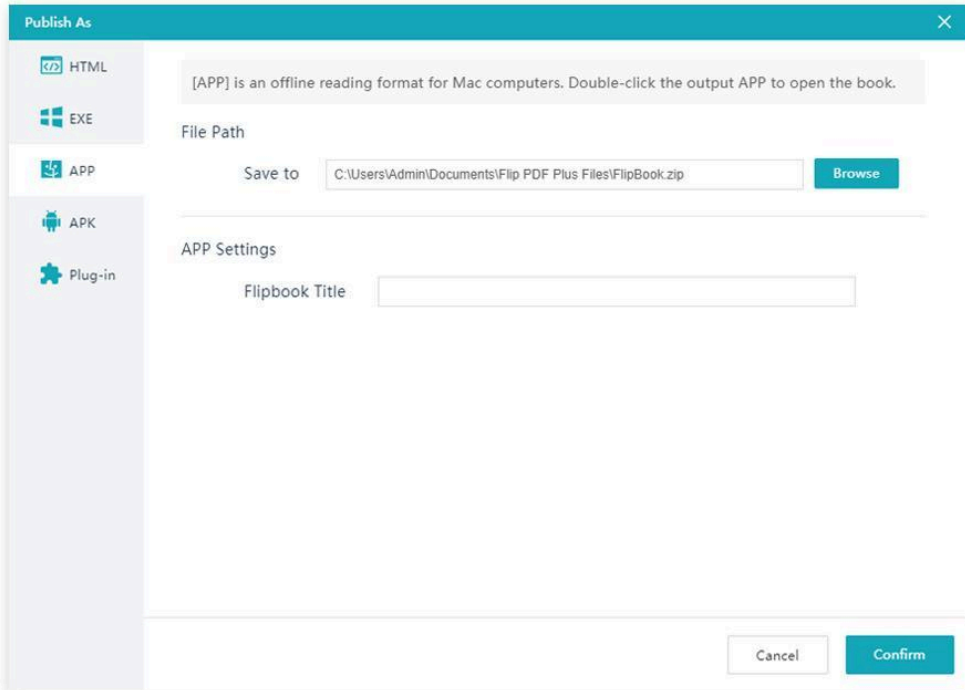 Publish As
HTML
EXE
APP
APK
Plug-in
[APP] is an offline reading format for Mac computers. Double-click the output APP to open the book.
File Path
Save to C:\Users\Admin\Documents\Flip PDF Plus Files\FlipBook.zip Browse
APP Settings
Flipbook Title
Cancel Confirm